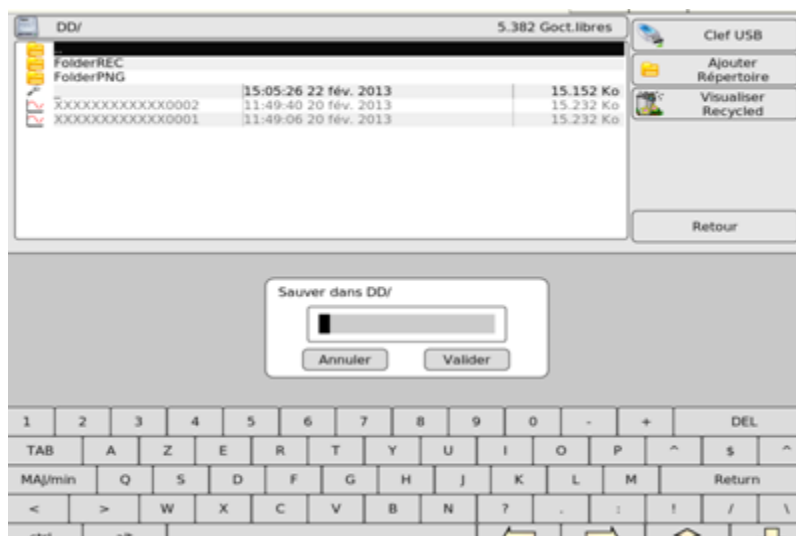 DD/ 5.382 Goct.libres
..
FolderREC
FolderPNG
_ 15:05:26 22 fév. 2013 15.152 Ko
XXXXXXXXXXXX0002 11:49:40 20 fév. 2013 15.232 Ko
XXXXXXXXXXXX0001 11:49:06 20 fév. 2013 15.232 Ko
Clef USB
Ajouter
Répertoire
Visualiser
Recycled
Retour
Sauver dans DD/
Annuler Valider
1 2 3 4 5 6 7 8 9 0 - + DEL
TAB A Z E R T Y U I O P ^ $ ^
MAJ/min Q S D F G H J K L M Return
< > W X C V B N ? . : ! / \